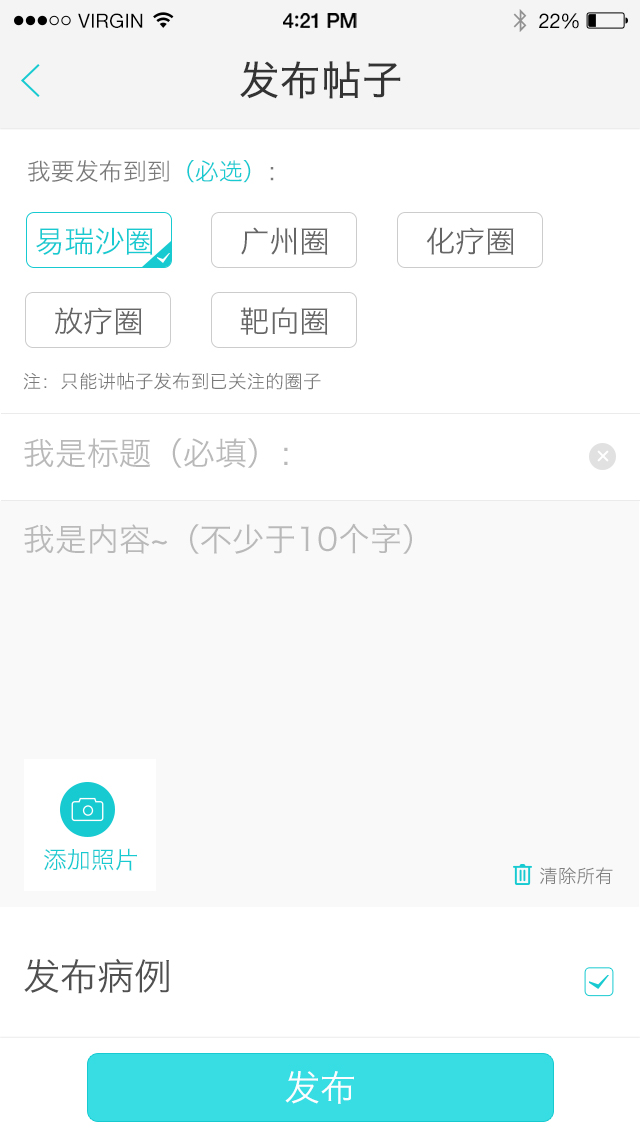 VIRGIN 4:21 PM 22%
发布帖子
我要发布到到（必选）：
易瑞沙圈 广州圈 化疗圈
放疗圈 靶向圈
注：只能讲帖子发布到已关注的圈子
我是标题（必填）：
我是内容~（不少于10个字）
添加照片
清除所有
发布病例
发布